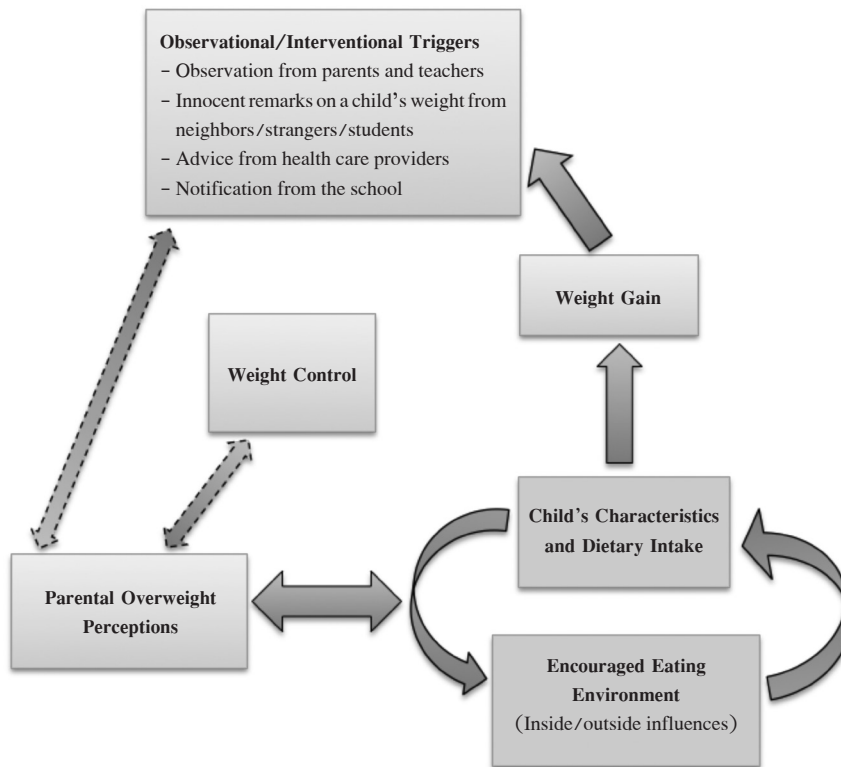 Observational/Interventional Triggers
- Observation from parents and teachers
- Innocent remarks on a child's weight from
neighbors/strangers/students
- Advice from health care providers
- Notification from the school
Weight Gain
Weight Control
Child's Characteristics
and Dietary Intake
Parental Overweight
Perceptions
Encouraged Eating
Environment
(Inside/outside influences)